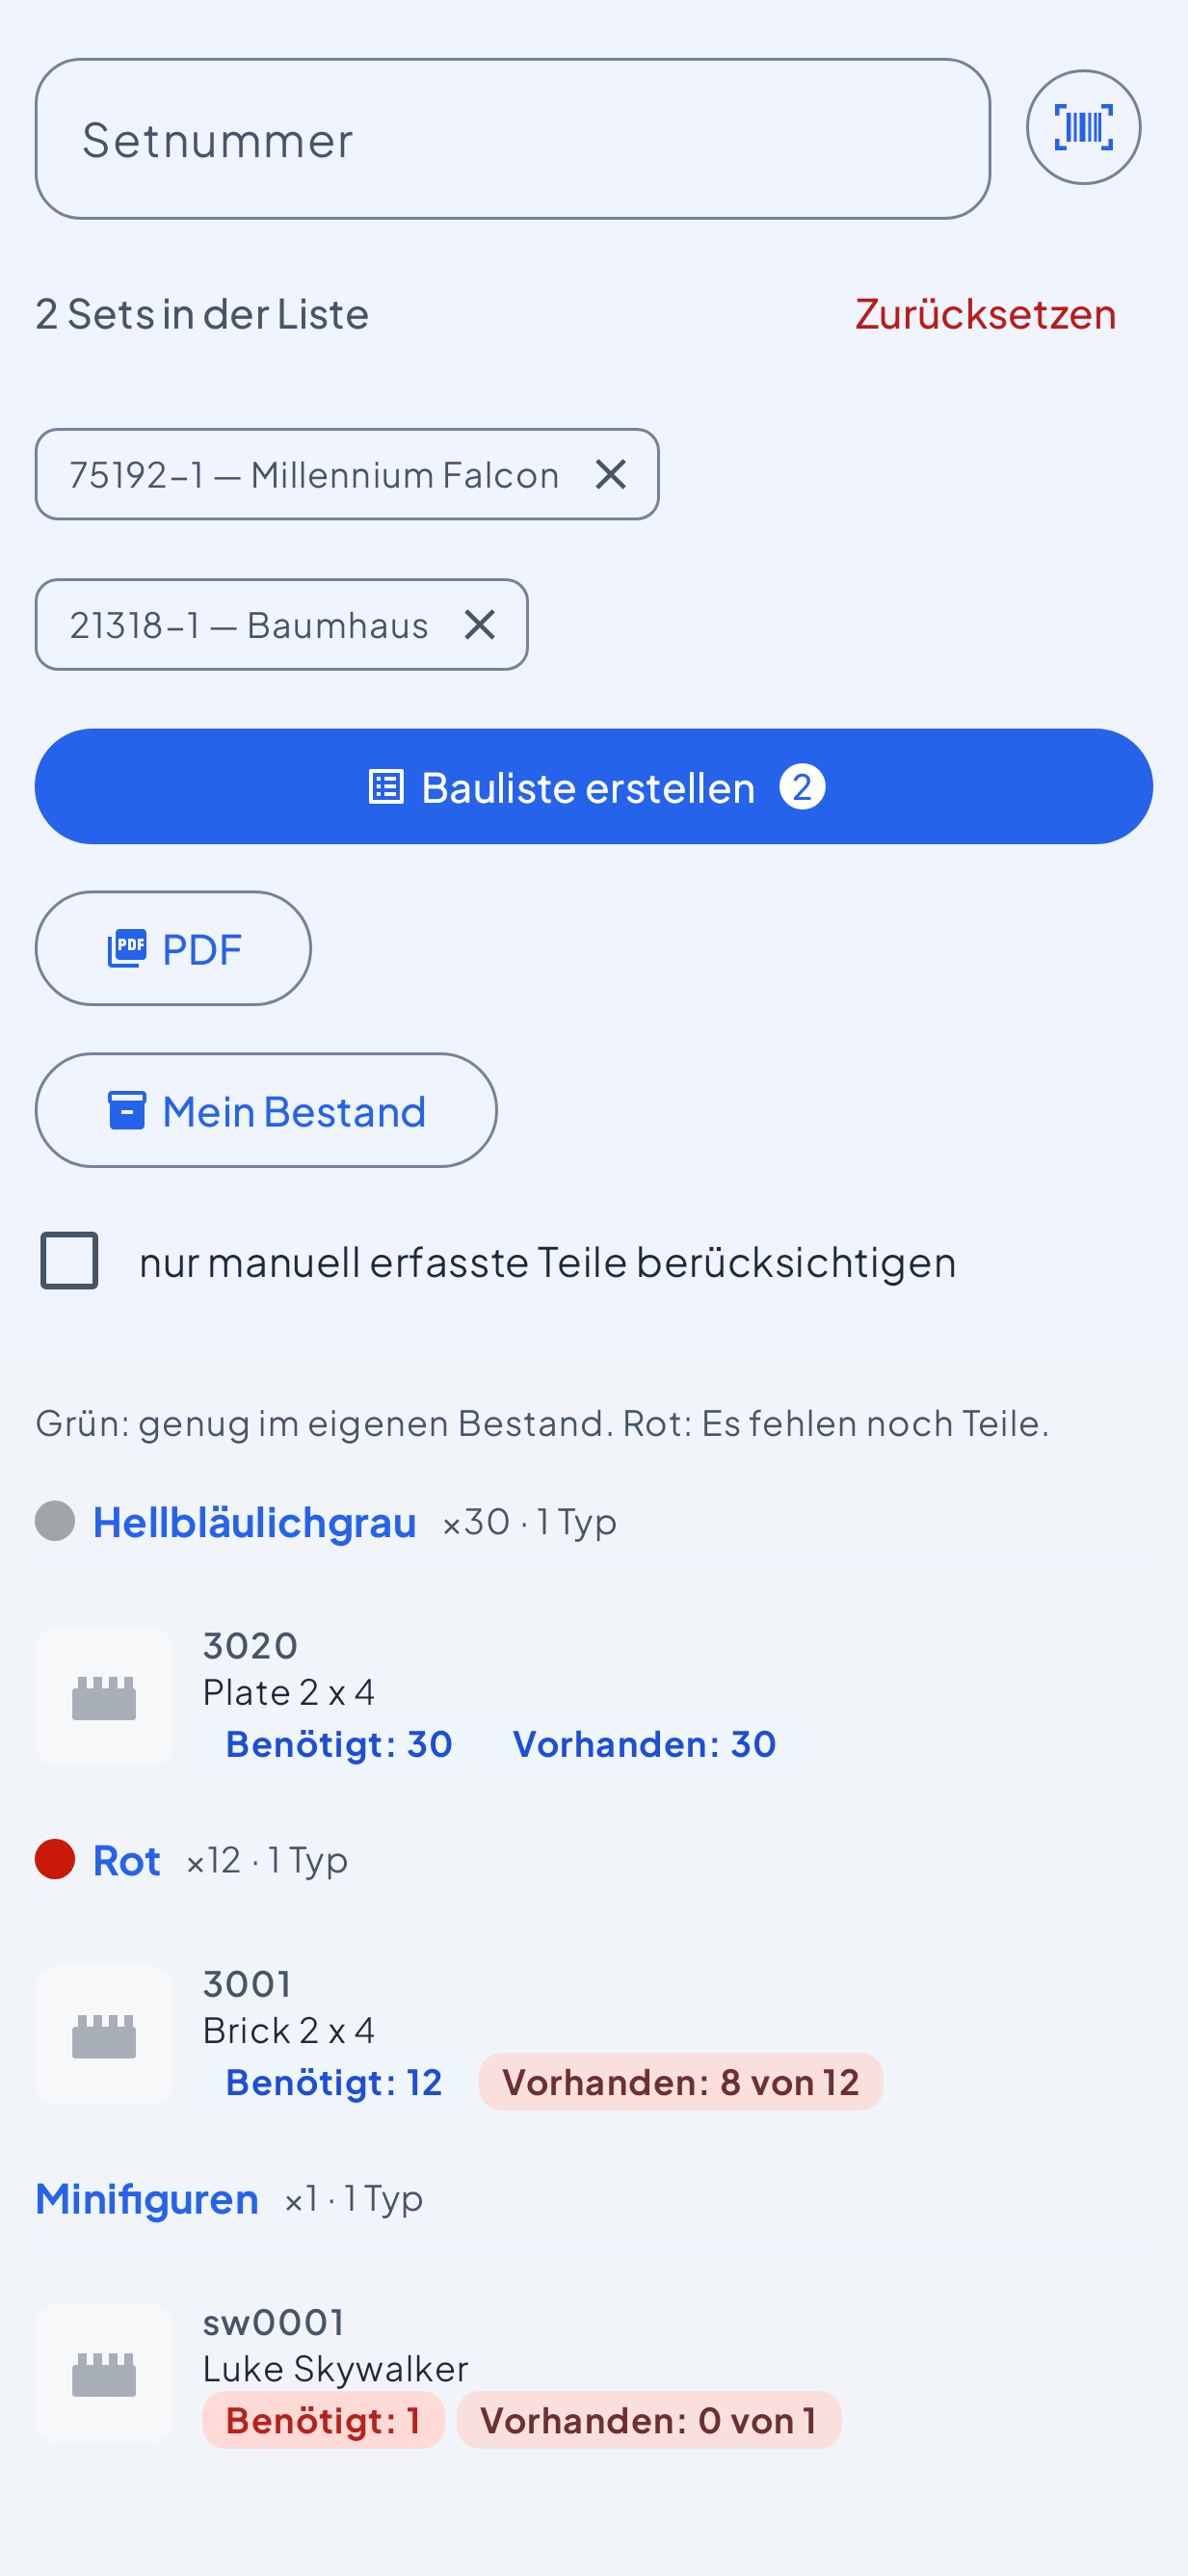 Setnummer
2 Sets in der Liste Zurücksetzen
75192-1 — Millennium Falcon
21318-1 — Baumhaus
Bauliste erstellen 2
PDF PDF
Mein Bestand
nur manuell erfasste Teile berücksichtigen
Grün: genug im eigenen Bestand. Rot: Es fehlen noch Teile.
Hellbläulichgrau ×30 · 1 Typ
3020
Plate 2 x 4
Benötigt: 30 Vorhanden: 30
Rot ×12 · 1 Typ
3001
Brick 2 x 4
Benötigt: 12 Vorhanden: 8 von 12
Minifiguren ×1 · 1 Typ
sw0001
Luke Skywalker
Benötigt: 1 Vorhanden: 0 von 1